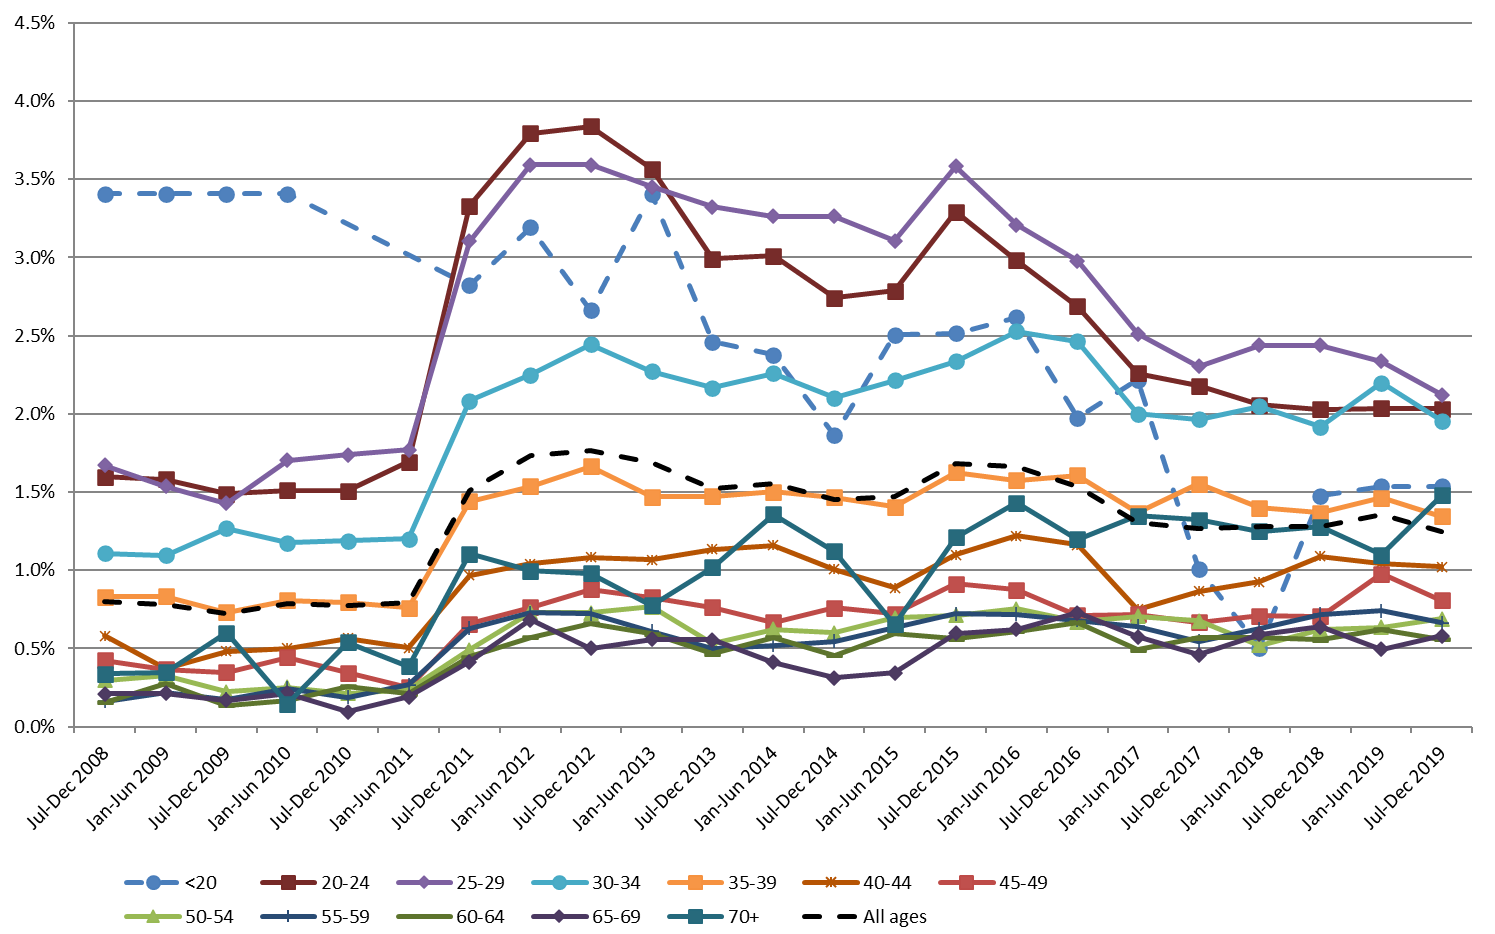 4.5%
4.0%
3.5%
3.0%
2.5%
2.0%
1.5%
1.0%
0.5%
0.0%
Jul-Dec 2008
Jan-Jun 2009
Jul-Dec 2009
Jan-Jun 2010
Jul-Dec 2010
Jan-Jun 2011
Jul-Dec 2011
Jan-Jun 2012
Jul-Dec 2012
Jan-Jun 2013
Jul-Dec 2013
Jan-Jun 2014
Jul-Dec 2014
Jan-Jun 2015
Jul-Dec 2015
Jan-Jun 2016
Jul-Dec 2016
Jan-Jun 2017
Jul-Dec 2017
Jan-Jun 2018
Jul-Dec 2018
Jan-Jun 2019
Jul-Dec 2019
<20 20-24 25-29 30-34 35-39 40-44 45-49
50-54 55-59 60-64 65-69 70+ All ages